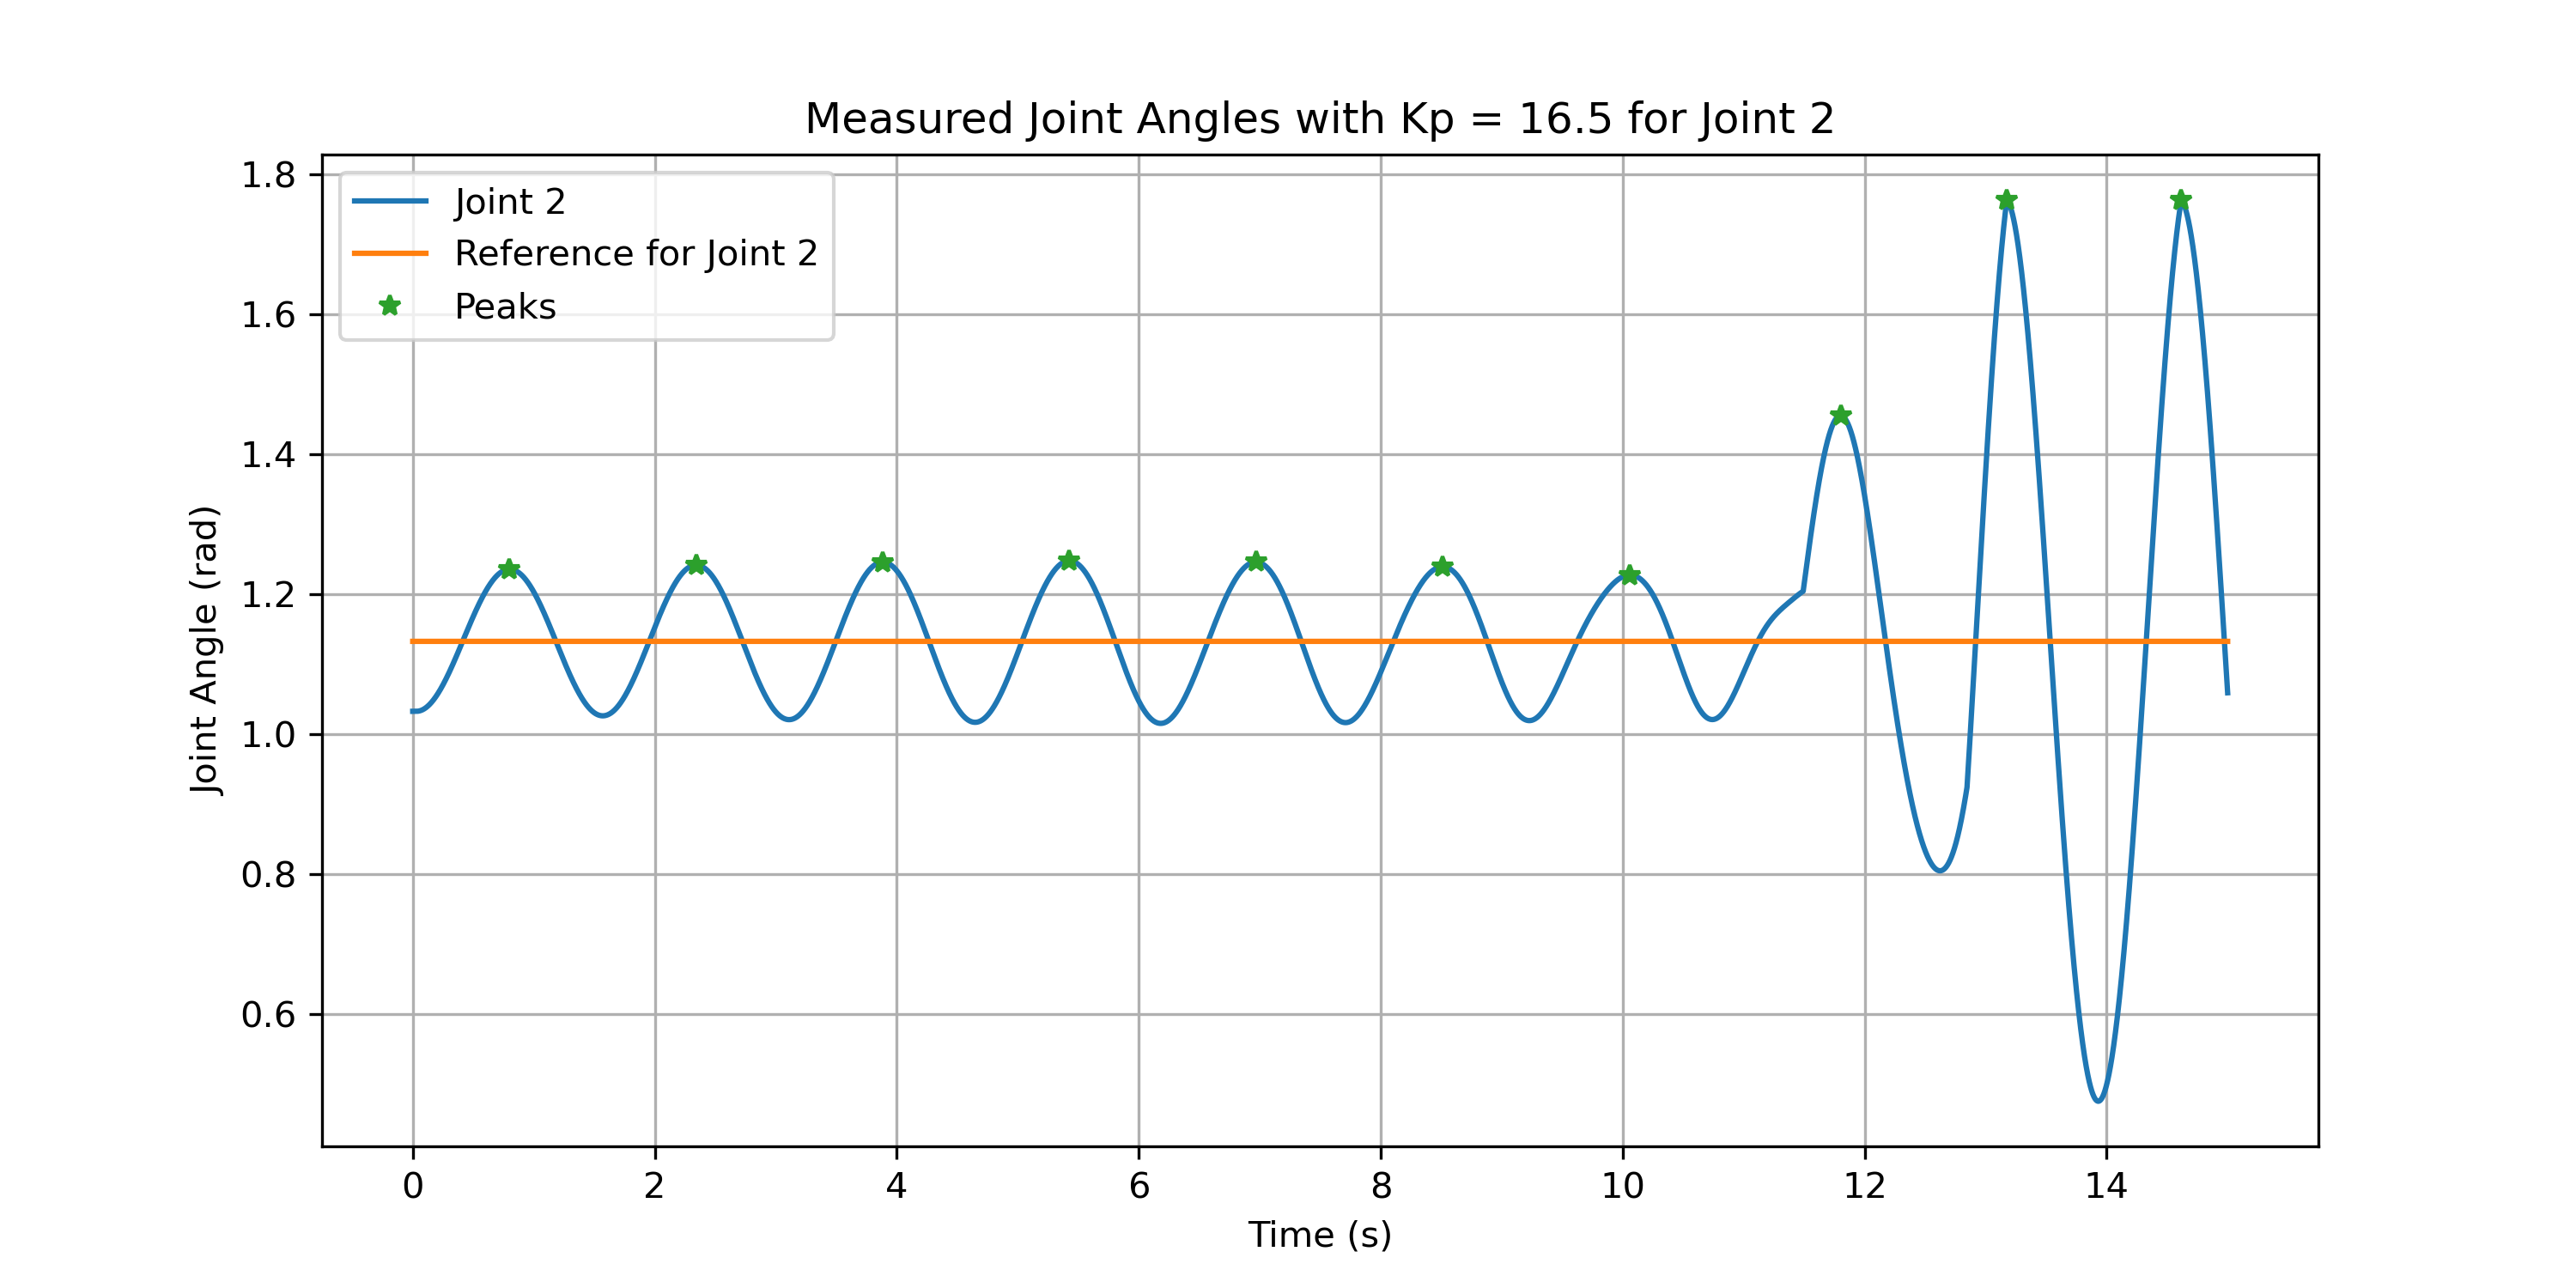 Measured Joint Angles with Kp = 16.5 for Joint 2
Joint 2
Reference for Joint 2
Peaks
Joint Angle (rad)
1.8
1.6
1.4
1.2
1.0
0.8
0.6
0 2 4 6 8 10 12 14
Time (s)